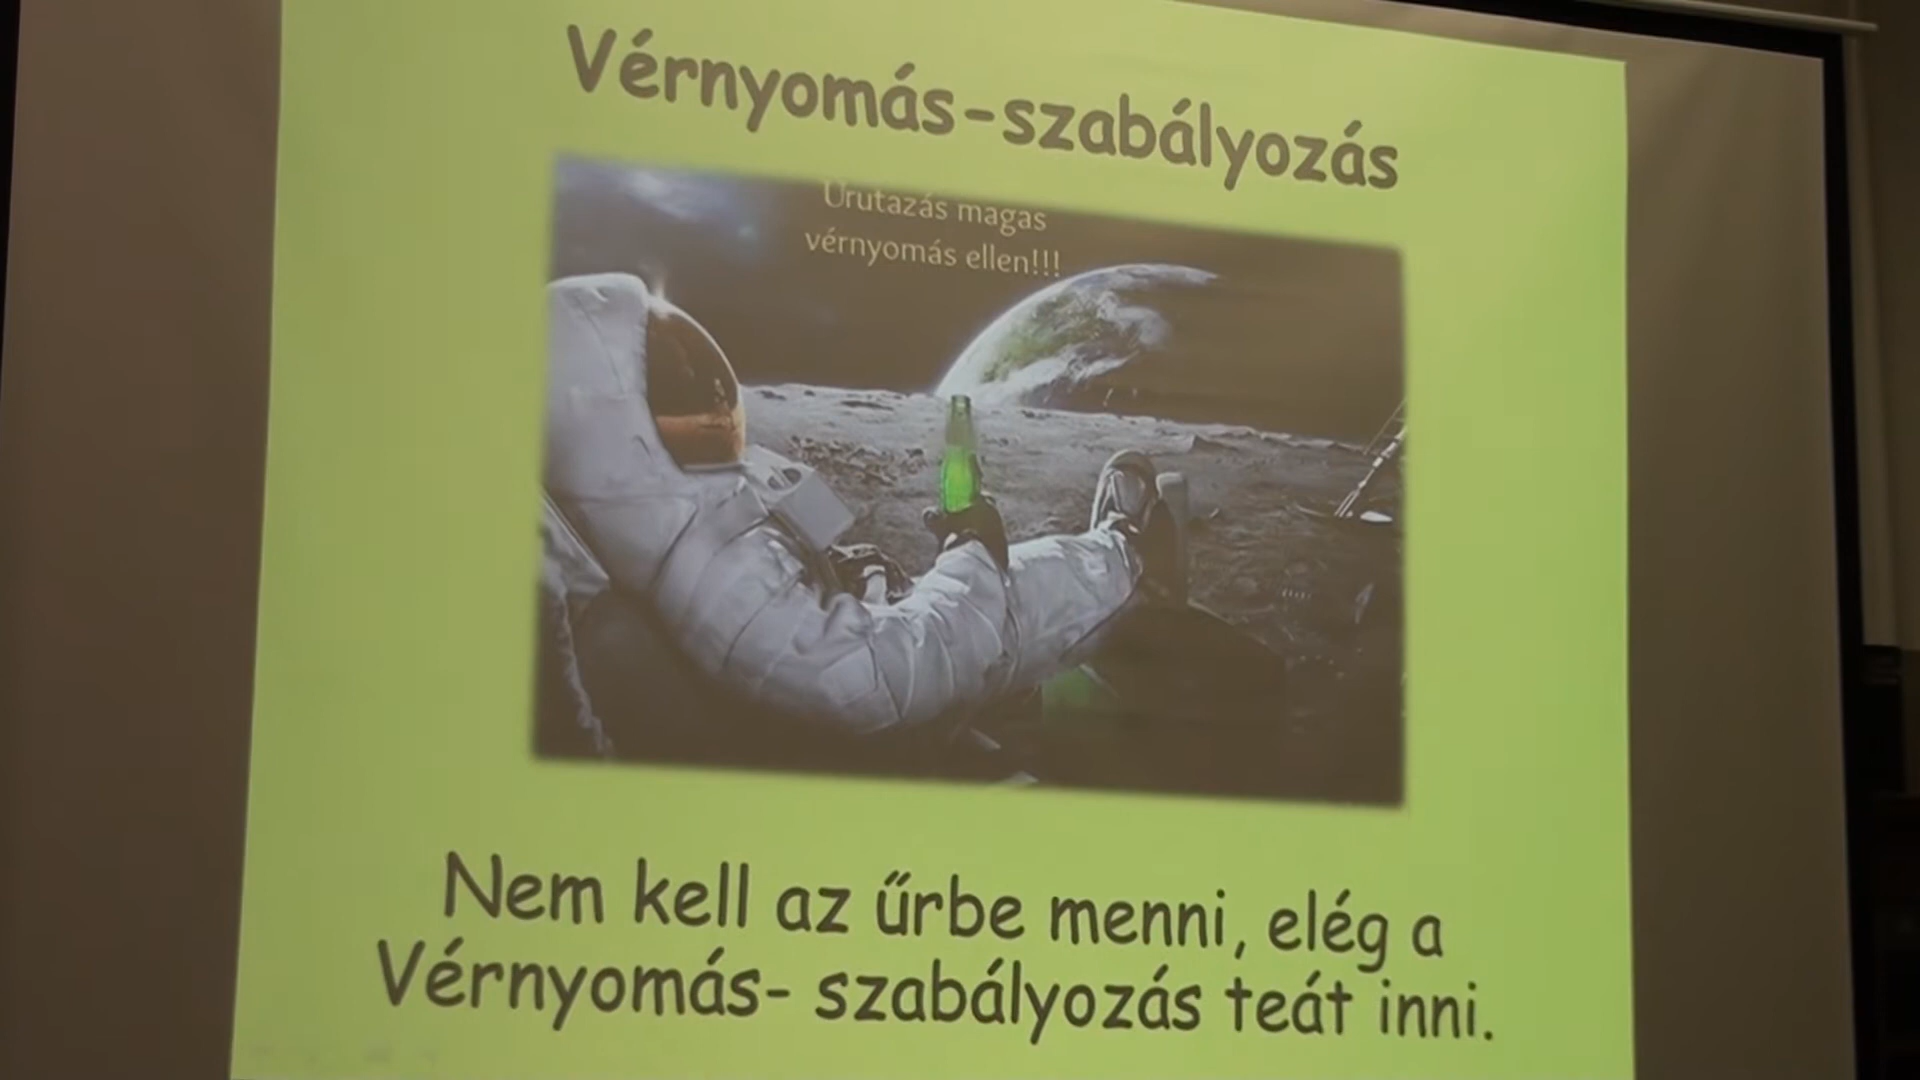 Vérnyomás-szabályozás
Űrutazás magas
vérnyomás ellen!!!
Nem kell az űrbe menni, elég a
Vérnyomás- szabályozás teát inni.